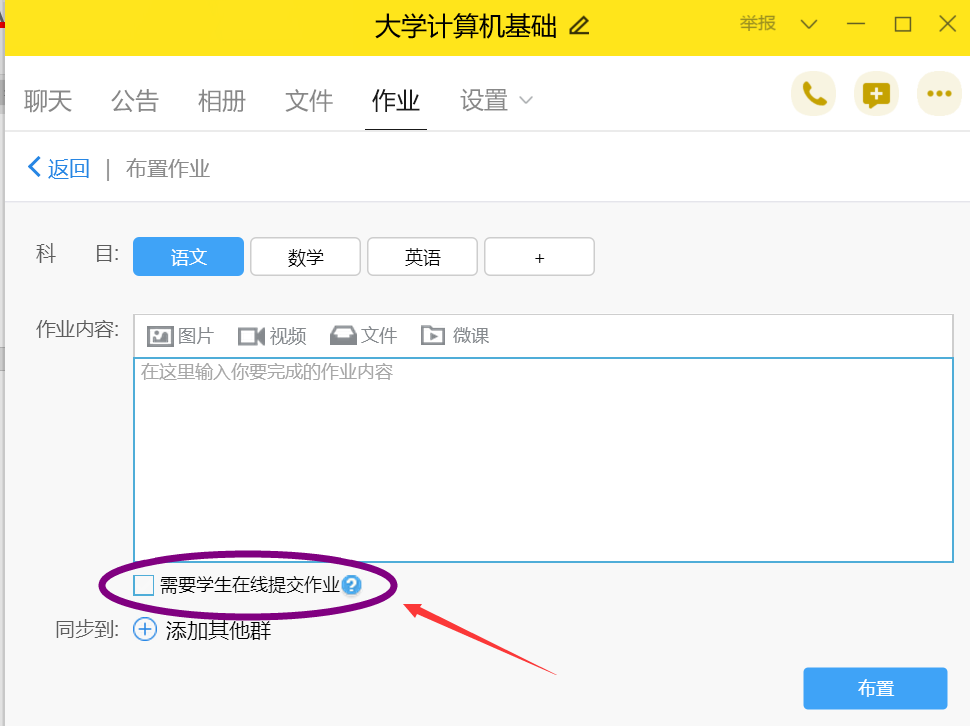 大学计算机基础
举报
聊天 公告 相册 文件 作业 设置
返回 | 布置作业
科 目: 语文 数学 英语 +
作业内容: 图片 视频 文件 微课
在这里输入你要完成的作业内容
需要学生在线提交作业 ?
同步到: 添加其他群
布置